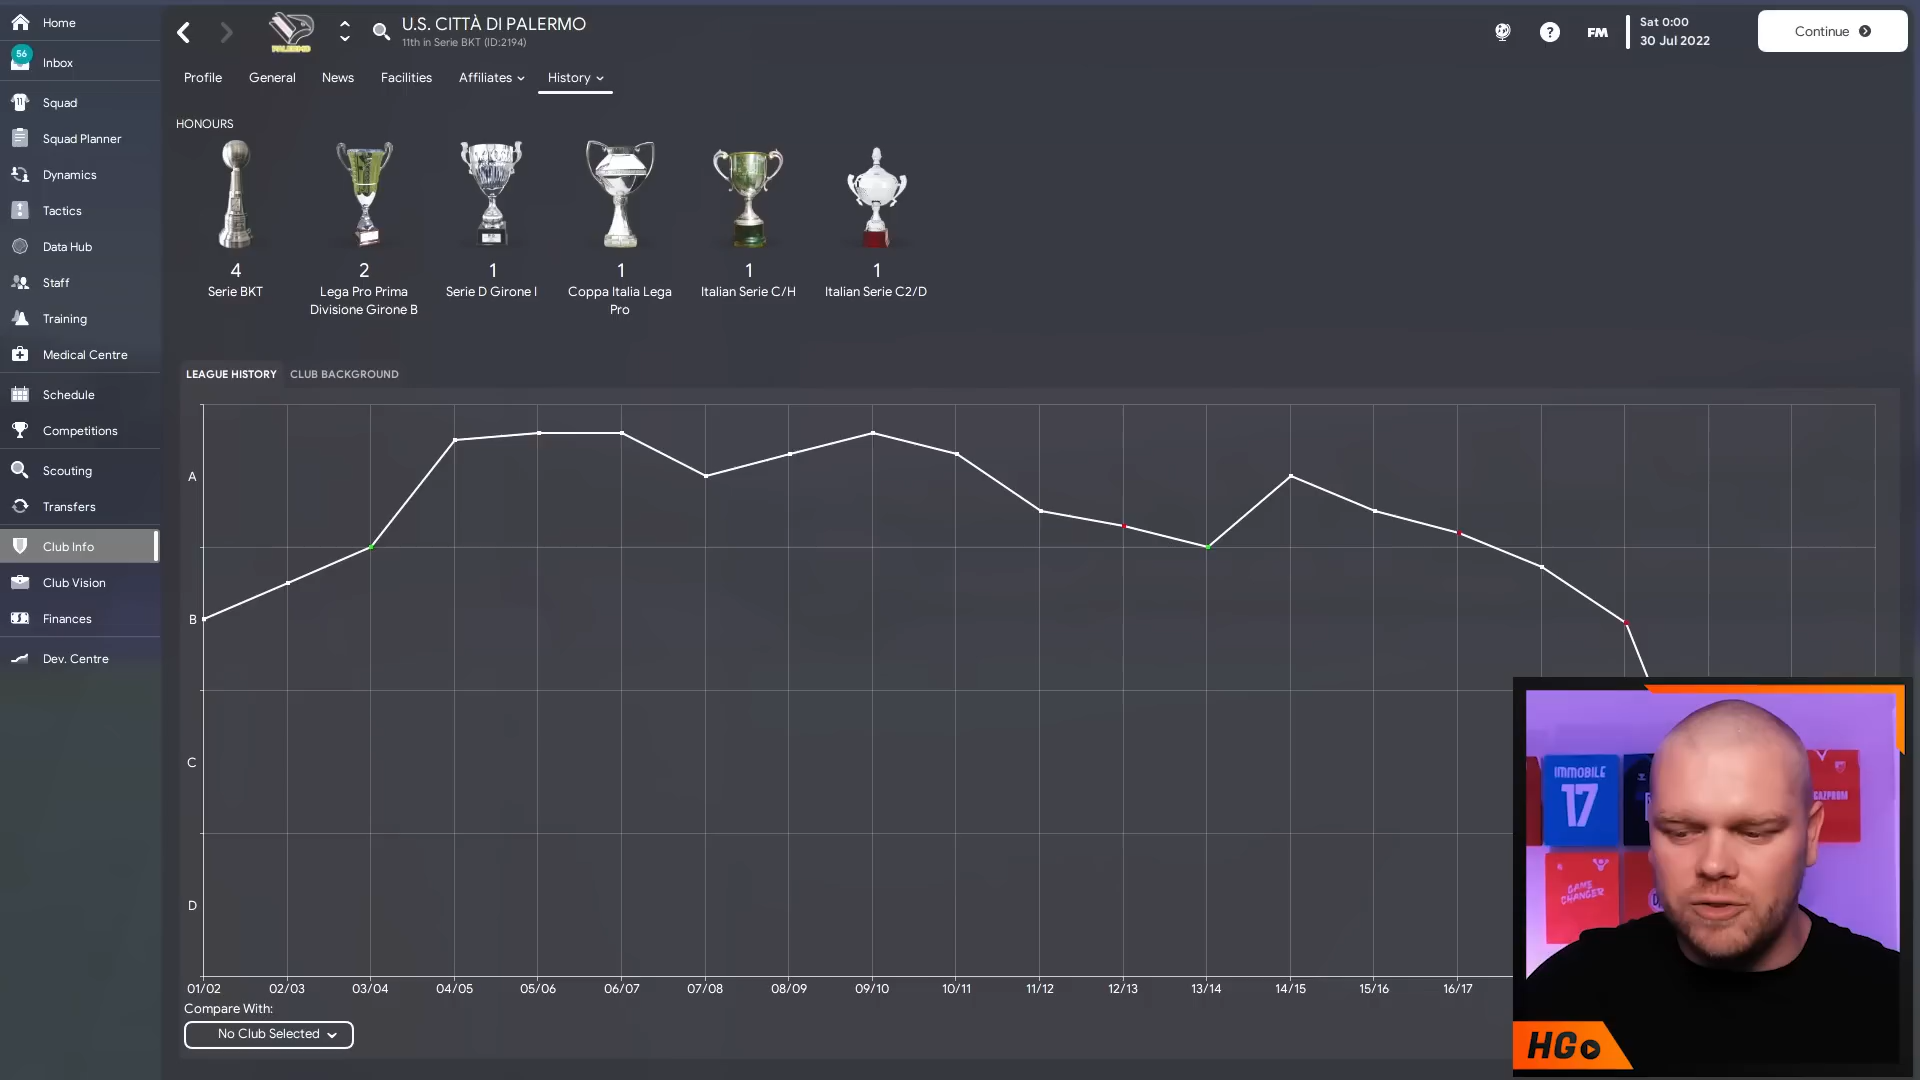 Home
U.S. CITTÀ DI PALERMO
11th in Serie BKT (ID:2194)
PALERMO
?
FM
Sat 0:00
30 Jul 2022
Continue
56
Inbox
Profile
General
News
Facilities
Affiliates
History
Squad
Squad Planner
Dynamics
Tactics
Data Hub
Staff
Training
Medical Centre
Schedule
Competitions
Scouting
Transfers
Club Info
Club Vision
Finances
Dev. Centre
HONOURS
4
Serie BKT
2
Lega Pro Prima
Divisione Girone B
1
Serie D Girone I
1
Coppa Italia Lega
Pro
1
Italian Serie C/H
1
Italian Serie C2/D
LEAGUE HISTORY
CLUB BACKGROUND
A
B
C
D
01/02
02/03
03/04
04/05
05/06
06/07
07/08
08/09
09/10
10/11
11/12
12/13
13/14
14/15
15/16
16/17
Compare With:
No Club Selected
IMMOBILE
17
GAZPROM
GAME
CHANGER
HG